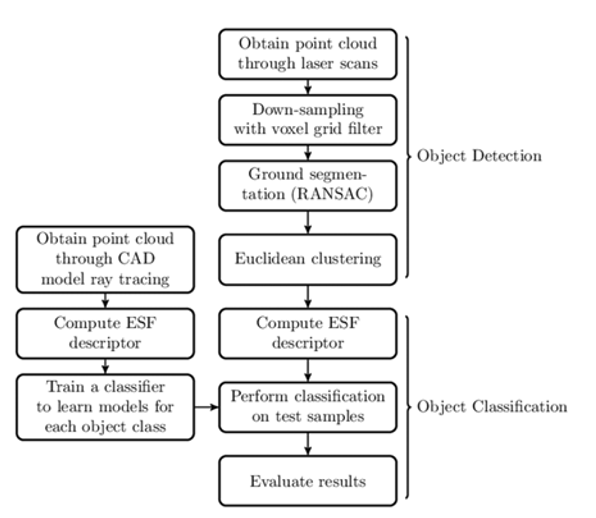 Obtain point cloud
through laser scans
Down-sampling
with voxel grid filter
Ground segmen-
tation (RANSAC)
Euclidean clustering
Object Detection
Obtain point cloud
through CAD
model ray tracing
Compute ESF
descriptor
Train a classifier
to learn models for
each object class
Compute ESF
descriptor
Perform classification
on test samples
Evaluate results
Object Classification